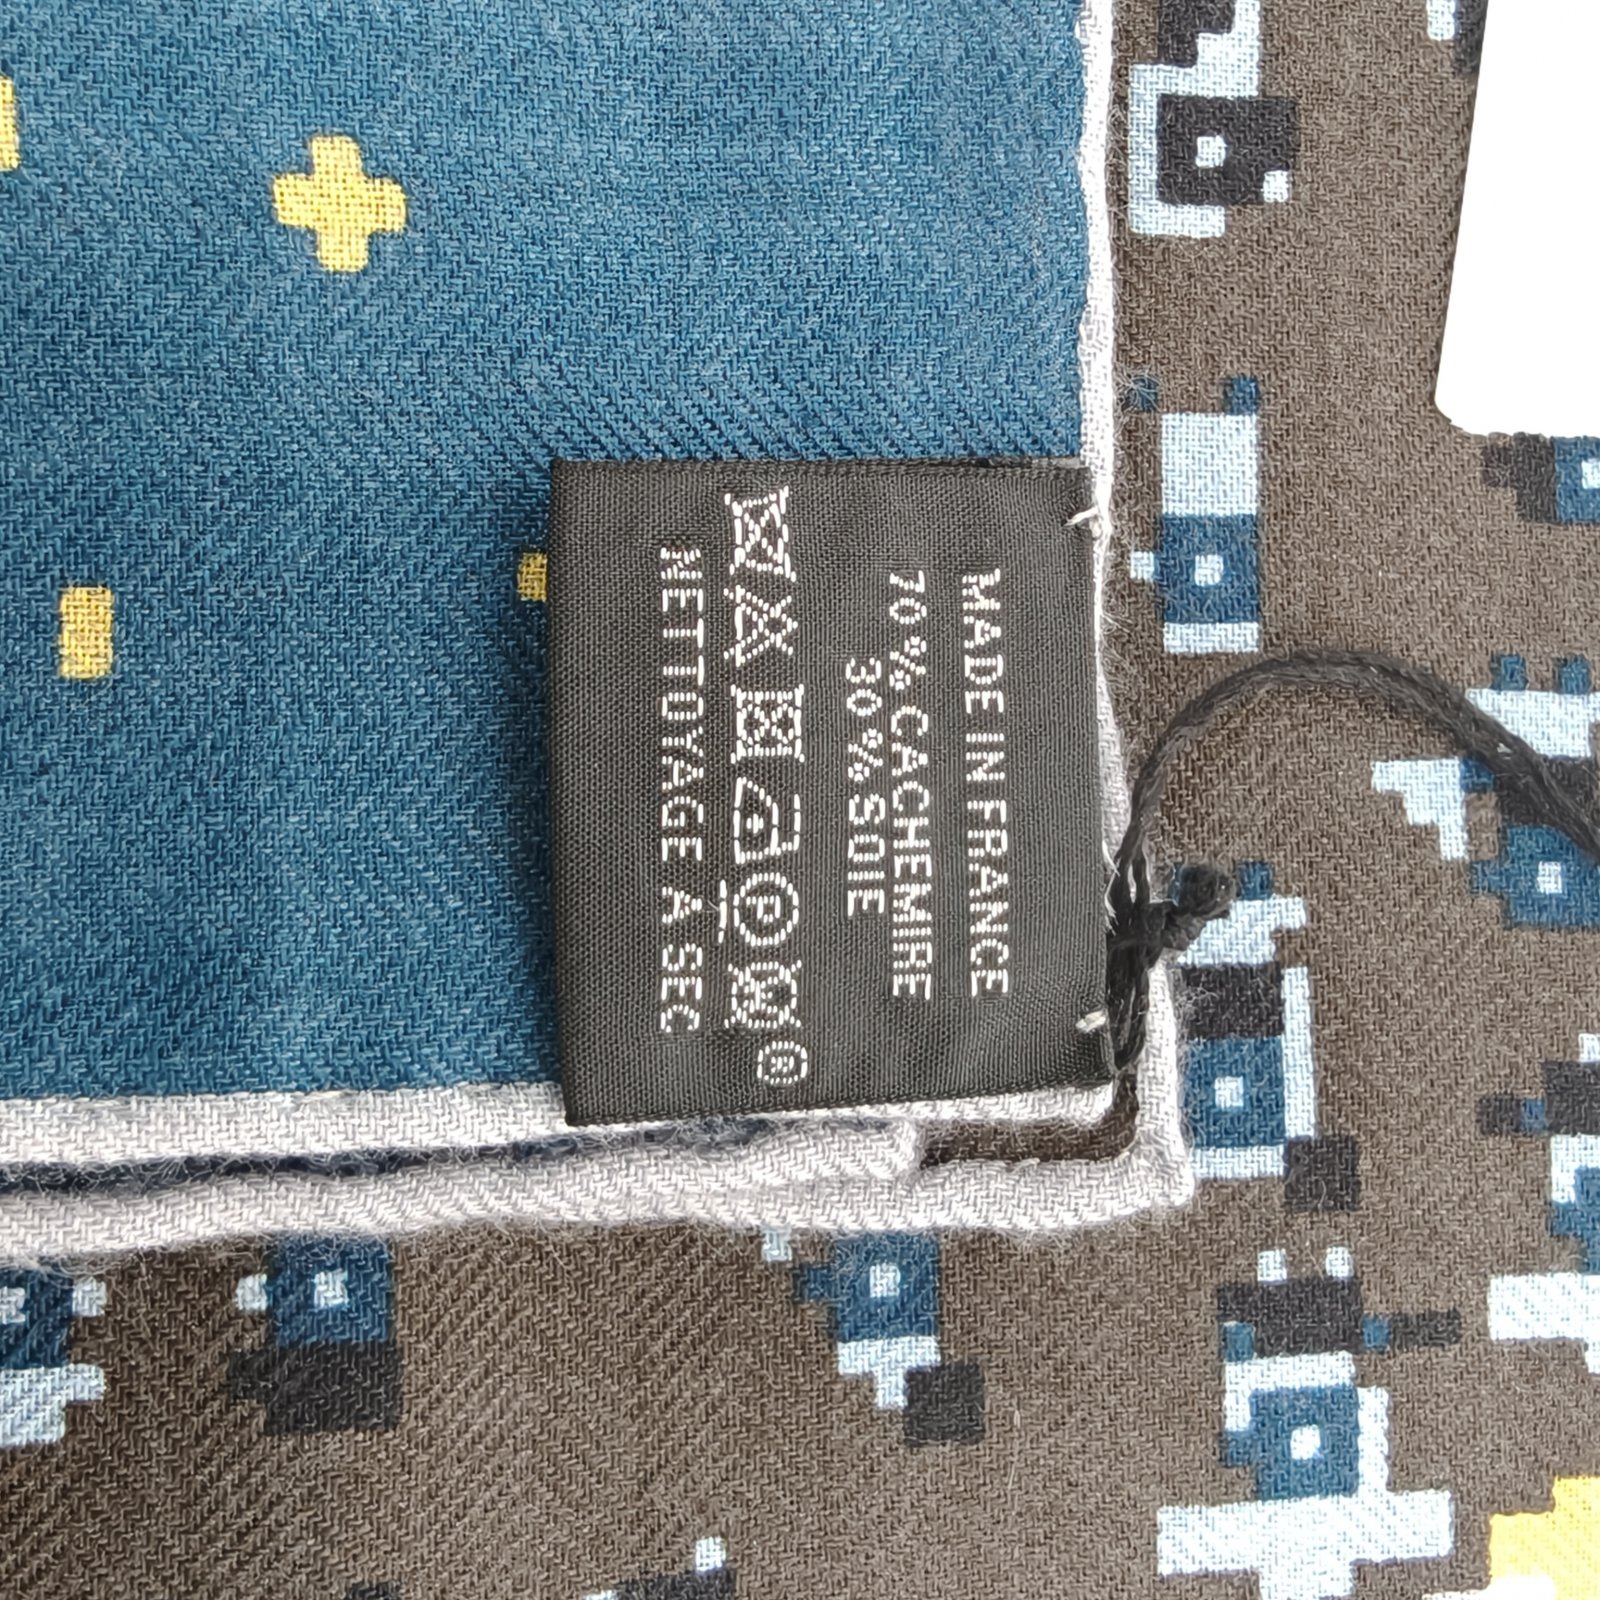 MADE IN FRANCE
70% CACHEMIRE
30% SOIE
NETTOYAGE A SEC